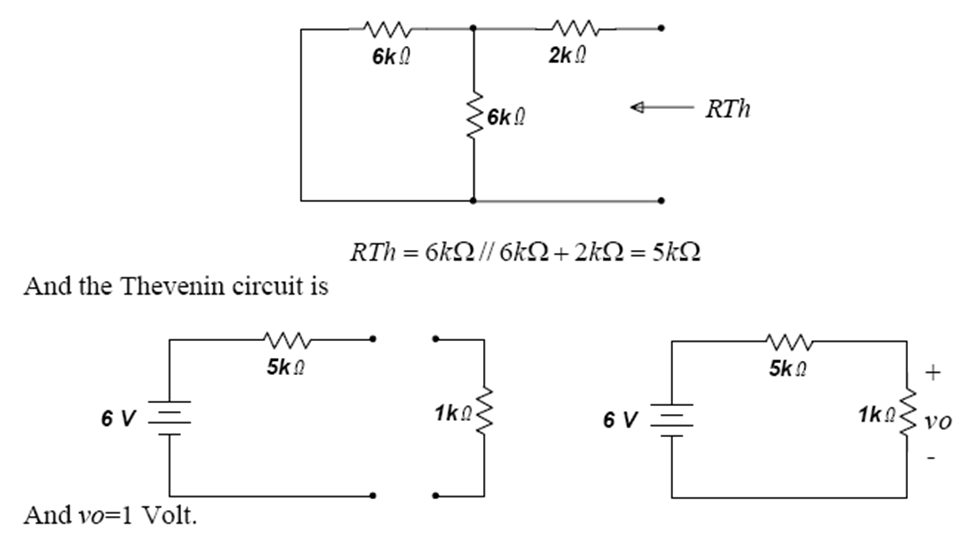 6kΩ 2kΩ
6kΩ RTh
RTh = 6kΩ // 6kΩ + 2kΩ = 5kΩ
And the Thevenin circuit is
5kΩ 5kΩ +
6 V 1kΩ 6 V 1kΩ vo
-
And vo=1 Volt.